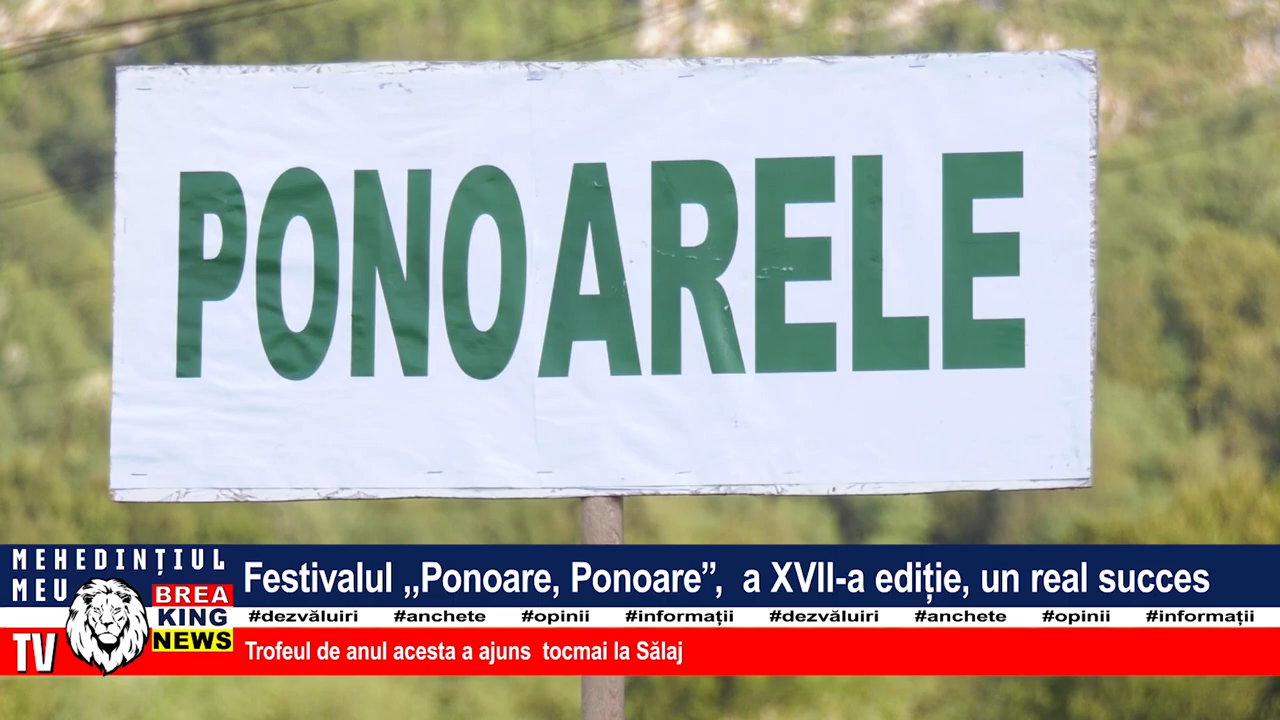 PONOARELE
MEHEDINȚIUL
MEU
TV
BREA
KING
NEWS
Festivalul ,,Ponoare, Ponoare”, a XVII-a ediție, un real succes
#dezvăluiri #anchete #opinii #informații #dezvăluiri #anchete #opinii #informații
Trofeul de anul acesta a ajuns tocmai la Sălaj